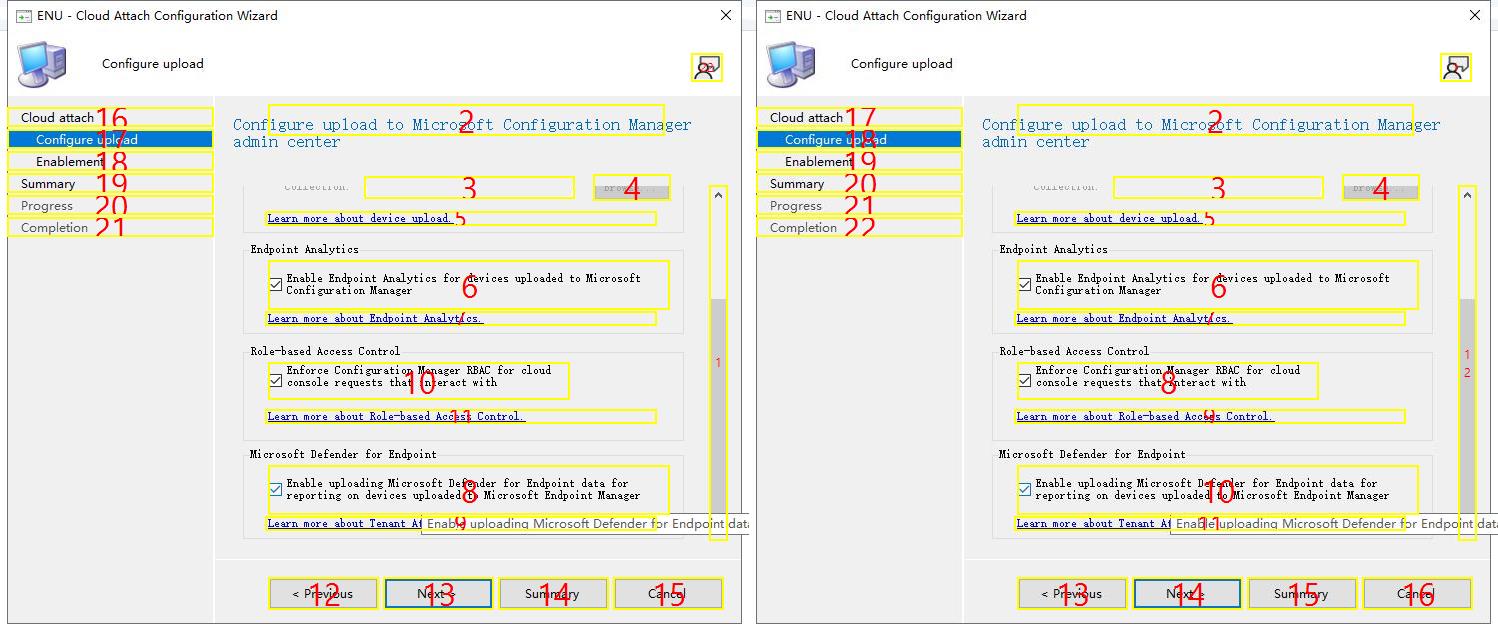 ENU - Cloud Attach Configuration Wizard
Configure upload
Cloud attach 16
Configure upload 17
Enablement 18
Summary 19
Progress 20
Completion 21
2
Configure upload to Microsoft Configuration Manager
admin center
Collection: 3 Browse... 4
Learn more about device upload. 5
1
Endpoint Analytics
Enable Endpoint Analytics for devices uploaded to Microsoft
Configuration Manager
6
Learn more about Endpoint Analytics. 7
Role-based Access Control
Enforce Configuration Manager RBAC for cloud
console requests that interact with
10
Learn more about Role-based Access Control. 11
Microsoft Defender for Endpoint
Enable uploading Microsoft Defender for Endpoint data for
reporting on devices uploaded to Microsoft Endpoint Manager
8
Learn more about Tenant 9
Enable uploading Microsoft Defender for Endpoint data
< Previous 12
Next > 13
Summary 14
Cancel 15
ENU - Cloud Attach Configuration Wizard
Configure upload
Cloud attach 17
Configure upload 18
Enablement 19
Summary 20
Progress 21
Completion 22
2
Configure upload to Microsoft Configuration Manager
admin center
Collection: 3 Browse... 4
Learn more about device upload. 5
1
2
Endpoint Analytics
Enable Endpoint Analytics for devices uploaded to Microsoft
Configuration Manager
6
Learn more about Endpoint Analytics. 7
Role-based Access Control
Enforce Configuration Manager RBAC for cloud
console requests that interact with
8
Learn more about Role-based Access Control. 9
Microsoft Defender for Endpoint
Enable uploading Microsoft Defender for Endpoint data for
reporting on devices uploaded to Microsoft Endpoint Manager
10
Learn more about Tenant 11
Enable uploading Microsoft Defender for Endpoint data
< Previous 13
Next > 14
Summary 15
Cancel 16